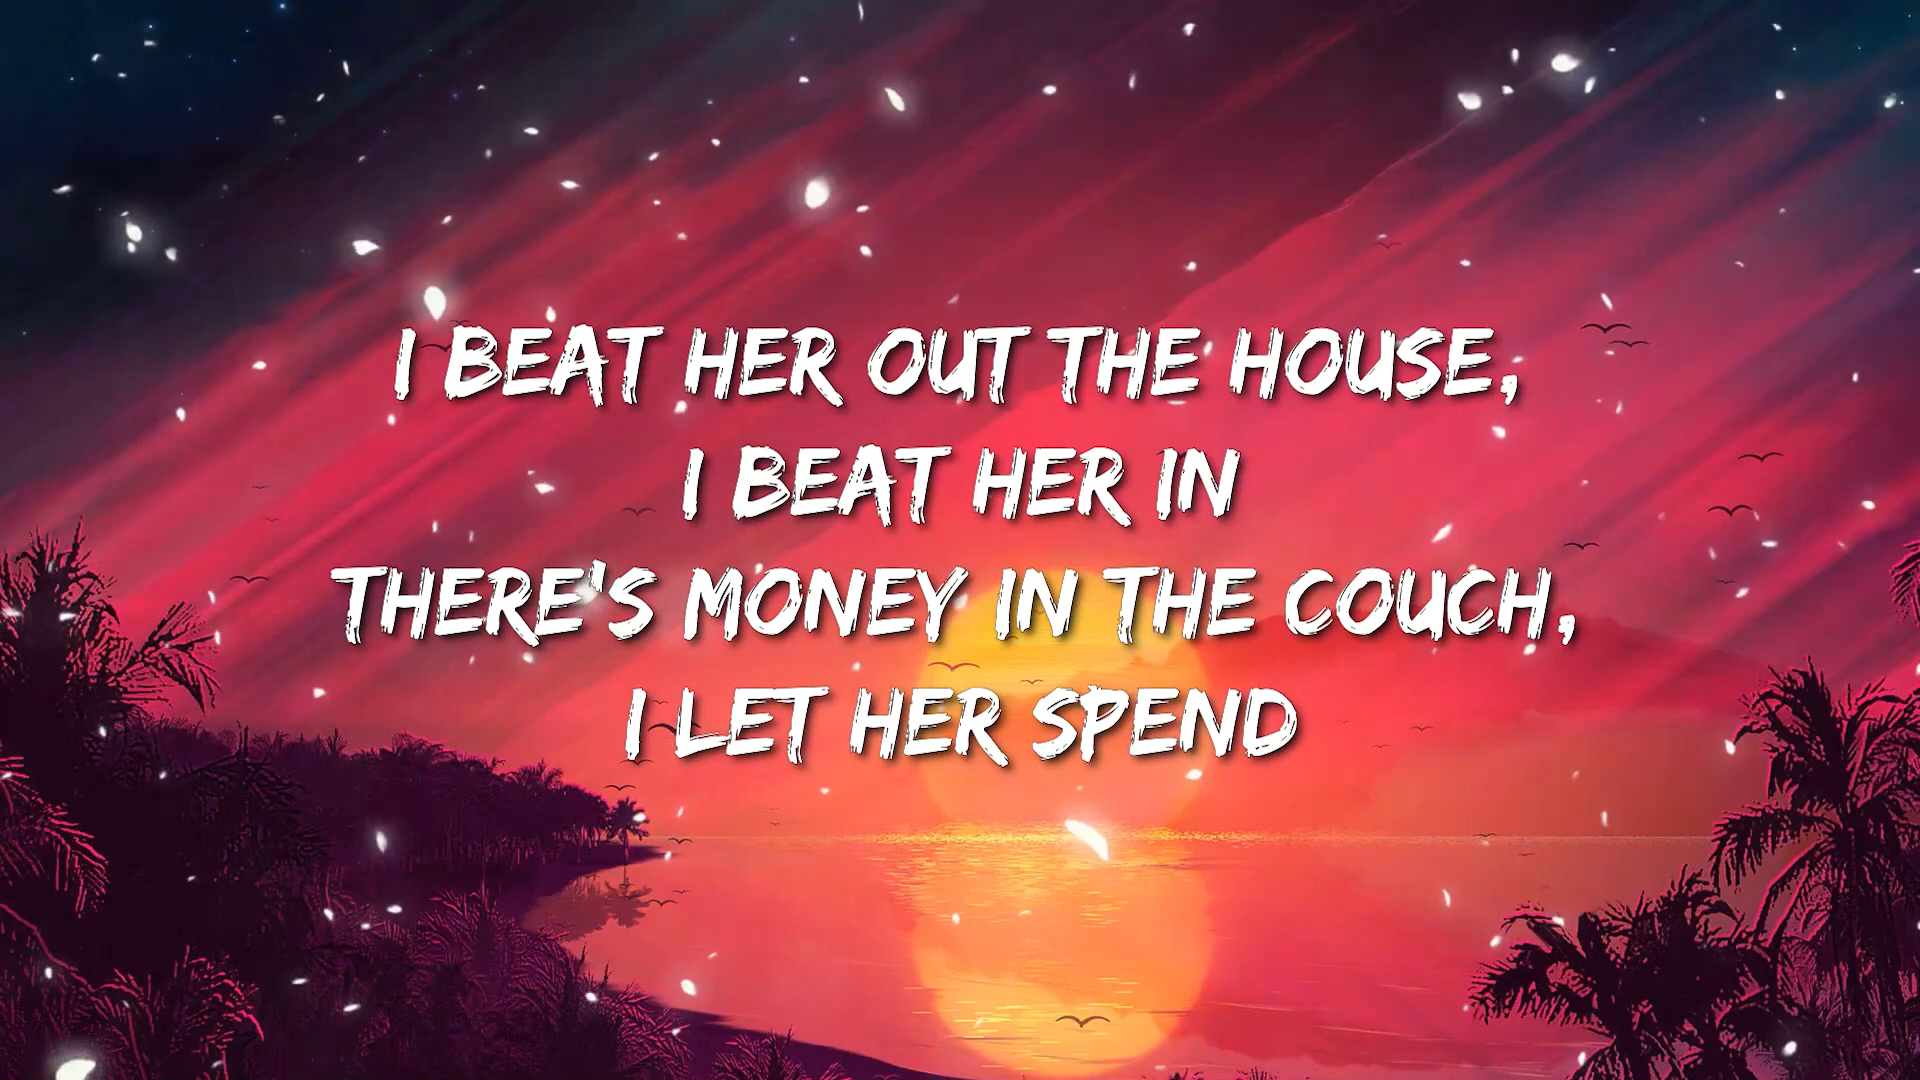 I BEAT HER OUT THE HOUSE,
I BEAT HER IN
THERE'S MONEY IN THE COUCH,
I LET HER SPEND